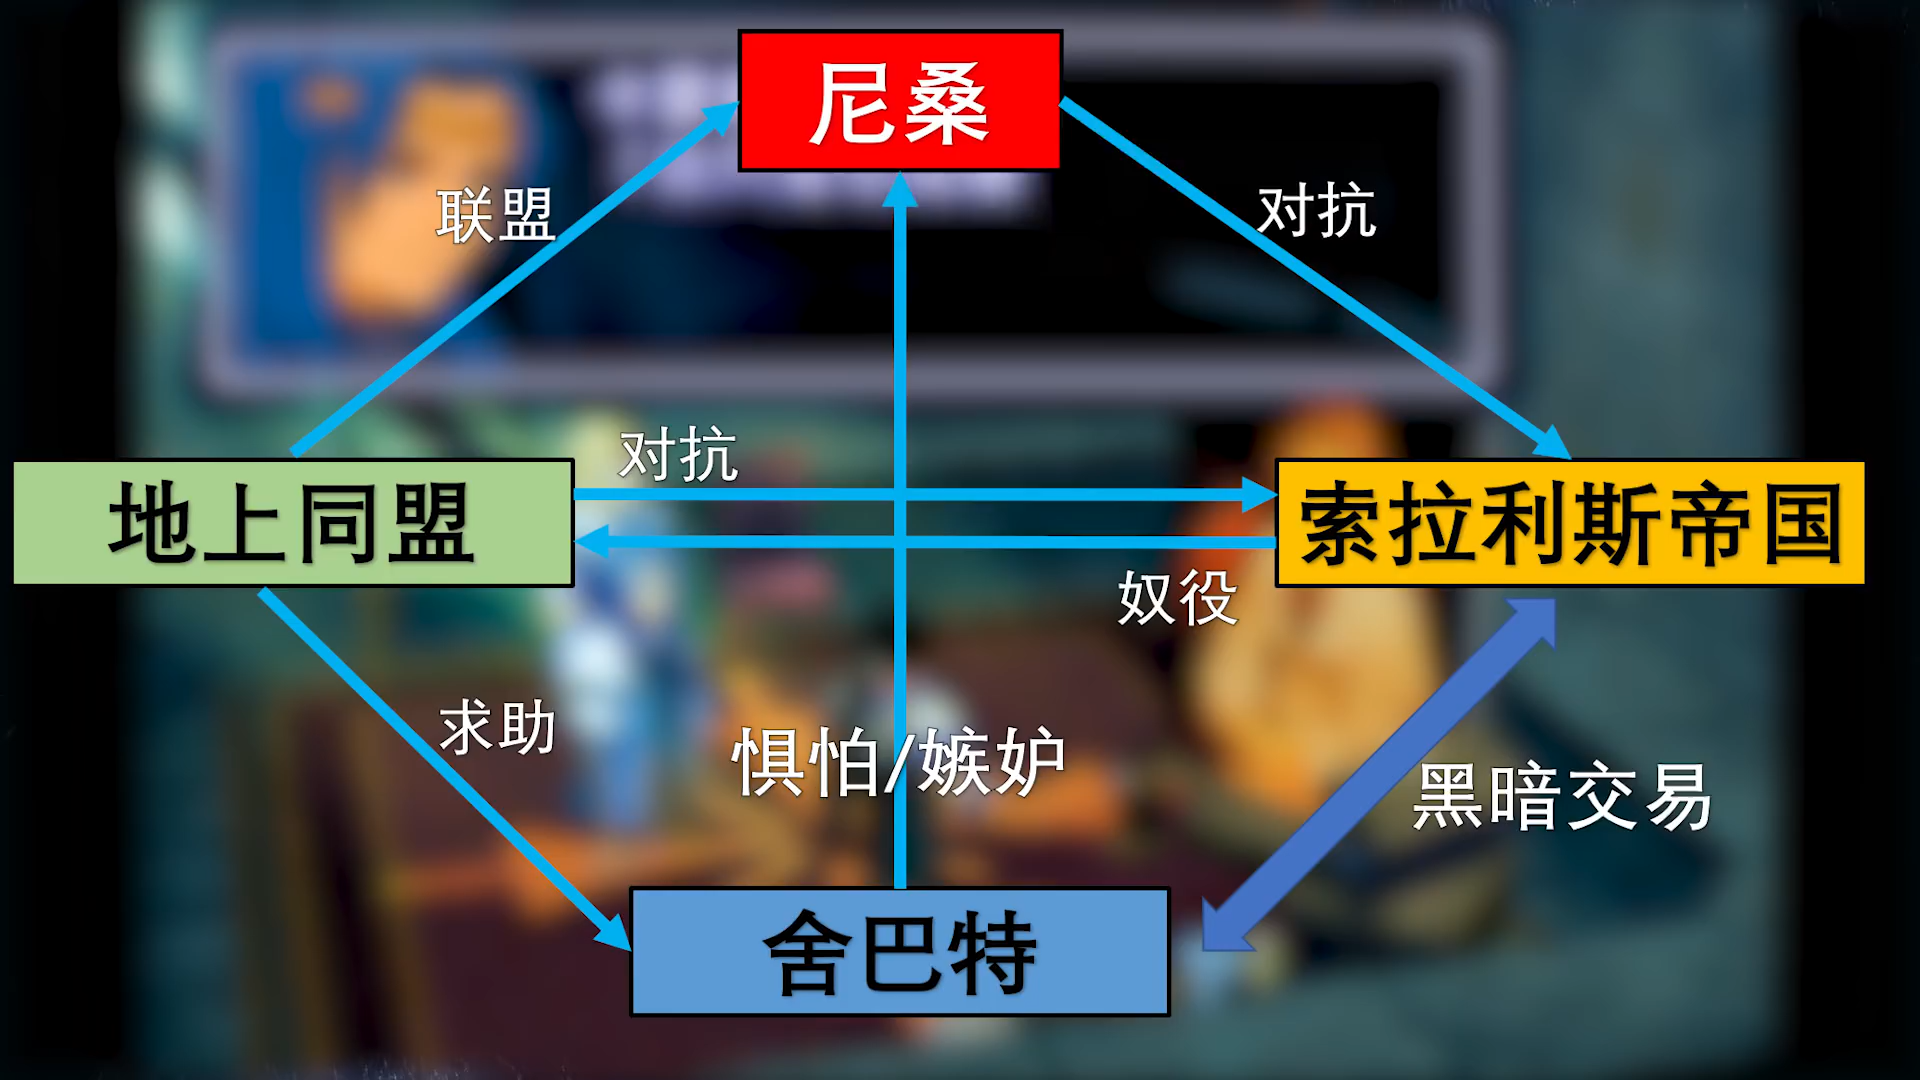 尼桑
联盟
对抗
对抗
地上同盟
索拉利斯帝国
奴役
求助
惧怕/嫉妒
黑暗交易
舍巴特